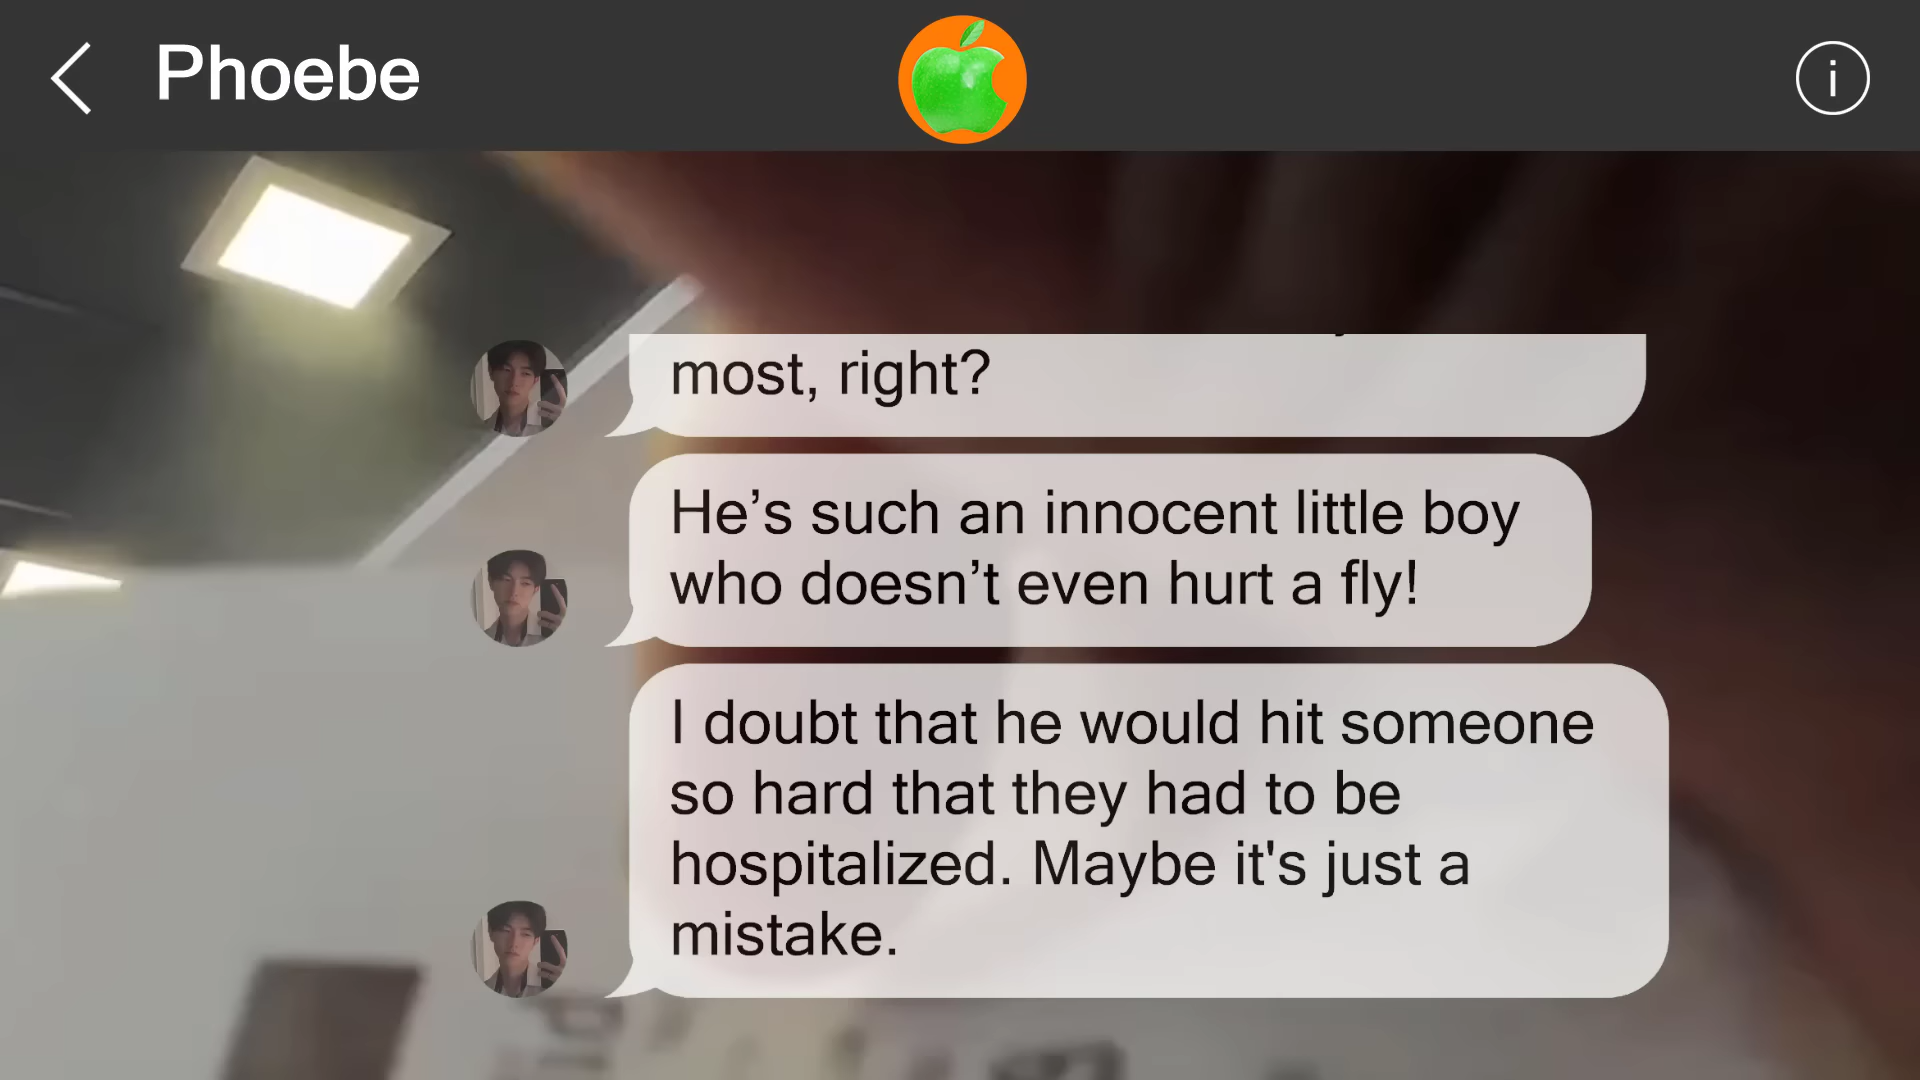 Phoebe
i
most, right?
He’s such an innocent little boy
who doesn’t even hurt a fly!
I doubt that he would hit someone
so hard that they had to be
hospitalized. Maybe it's just a
mistake.